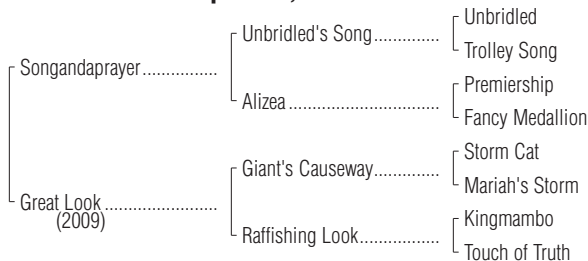 Unbridled
Unbridled's Song..............
Trolley Song
Songandaprayer................
Premiership
Alizea ................................
Fancy Medallion
Storm Cat
Giant's Causeway..............
Mariah's Storm
Great Look ........................
(2009)
Kingmambo
Raffishing Look.................
Touch of Truth